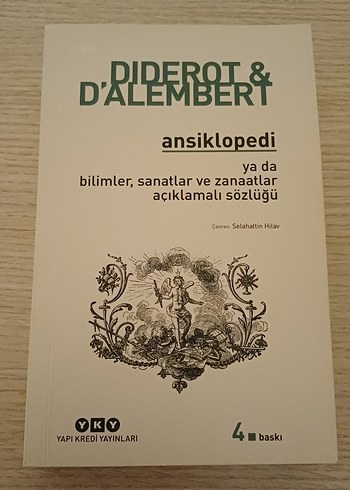 DIDEROT &
D'ALEMBERT
ansiklopedi
ya da
bilimler, sanatlar ve zanaatlar
açıklamalı sözlüğü
Çeviren: Selahattin Hilav
YKY
YAPI KREDİ YAYINLARI
4. baskı